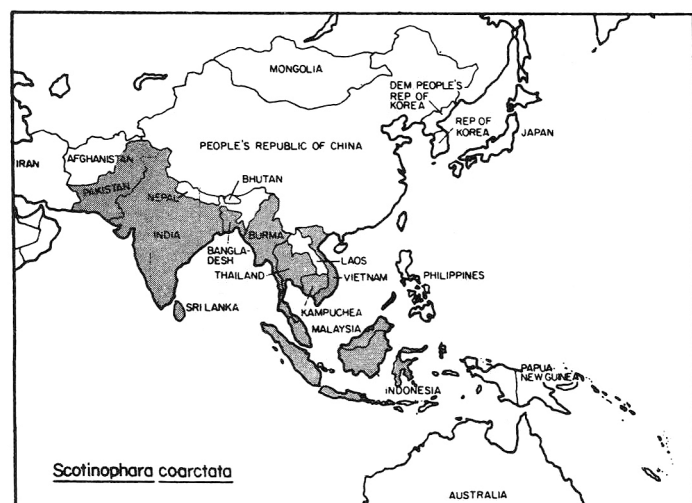 MONGOLIA
DEM PEOPLE'S
REP OF
KOREA
REP OF
KOREA
JAPAN
PEOPLE'S REPUBLIC OF CHINA
IRAN
AFGHANISTAN
PAKISTAN
NEPAL
BHUTAN
INDIA
BANGLA-
DESH
BURMA
LAOS
THAILAND
VIETNAM
PHILIPPINES
SRI LANKA
KAMPUCHEA
MALAYSIA
INDONESIA
PAPUA-
NEW GUINEA
Scotinophara coarctata
AUSTRALIA